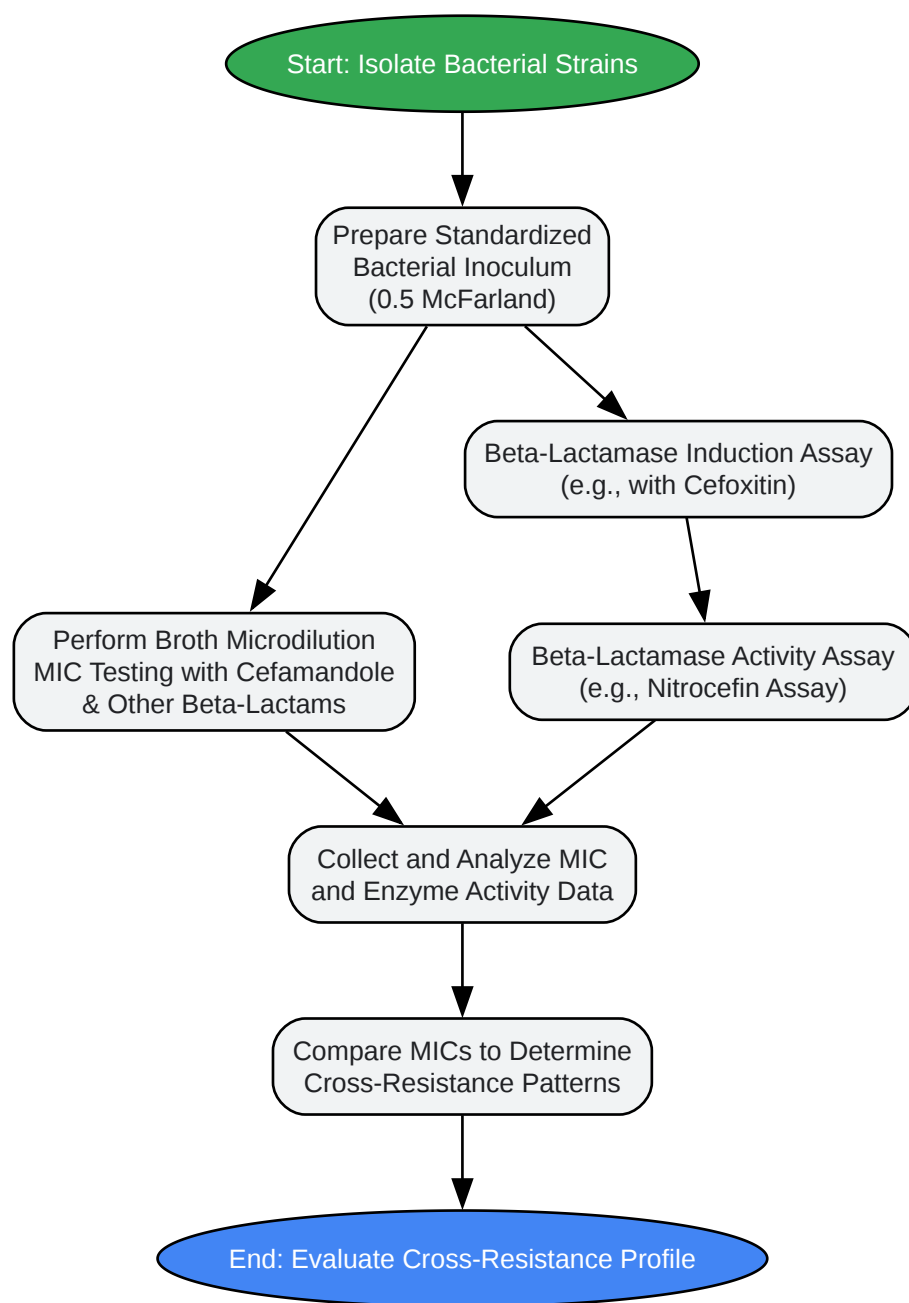 Start: Isolate Bacterial Strains
Prepare Standardized
Bacterial Inoculum
(0.5 McFarland)
Beta-Lactamase Induction Assay
(e.g., with Cefoxitin)
Perform Broth Microdilution
MIC Testing with Cefamandole
& Other Beta-Lactams
Beta-Lactamase Activity Assay
(e.g., Nitrocefin Assay)
Collect and Analyze MIC
and Enzyme Activity Data
Compare MICs to Determine
Cross-Resistance Patterns
End: Evaluate Cross-Resistance Profile